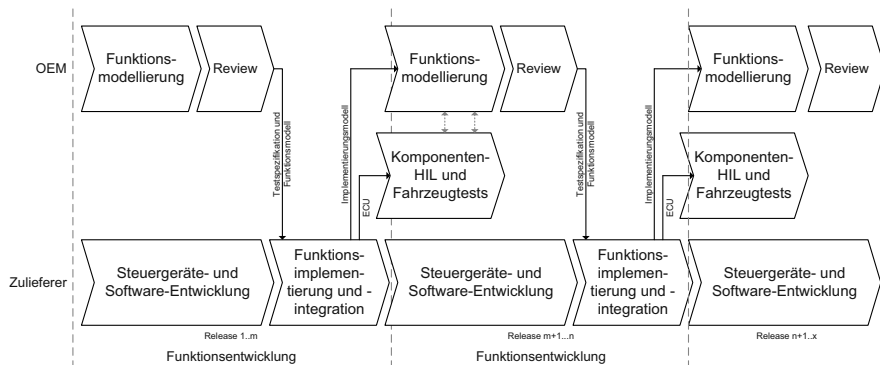 OEM
Funktions-
modellierung
Review
Funktions-
modellierung
Review
Funktions-
modellierung
Review
Testspezifikation und
Funktionsmodell
Implementierungsmodell
ECU
Komponenten-
HIL und
Fahrzeugtests
Testspezifikation und
Funktionsmodell
Implementierungsmodell
ECU
Komponenten-
HIL und
Fahrzeugtests
Zulieferer
Steuergeräte- und
Software-Entwicklung
Funktions-
implemen-
tierung und -
integration
Steuergeräte- und
Software-Entwicklung
Funktions-
implemen-
tierung und -
integration
Steuergeräte- und
Software-Entwicklung
Release 1..m
Release m+1...n
Release n+1..x
Funktionsentwicklung
Funktionsentwicklung